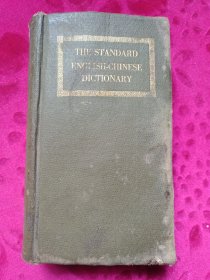 THE STANDARD
ENGLISH-CHINESE
DICTIONARY